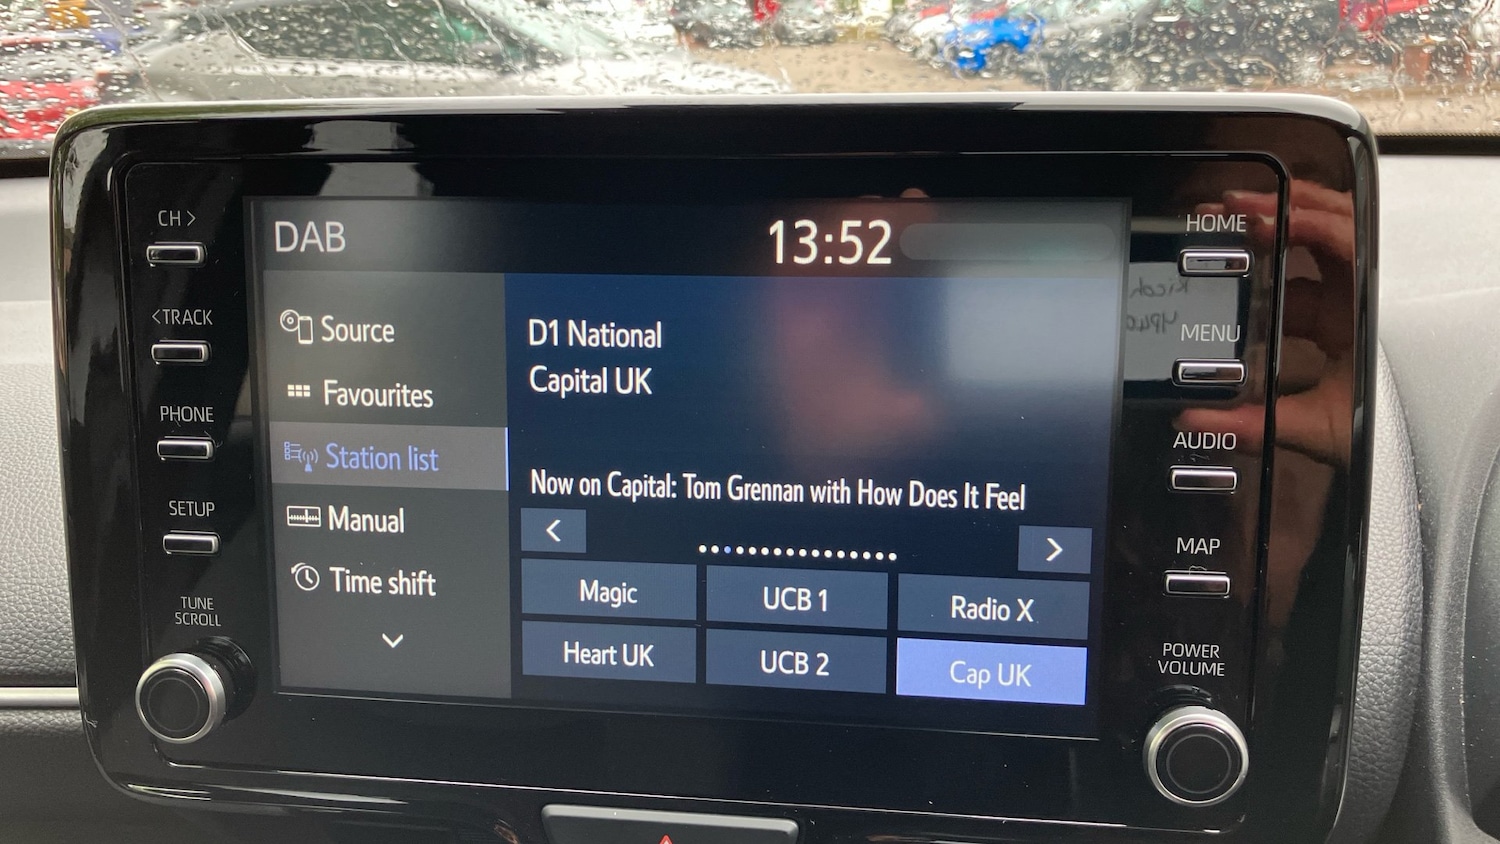 CH >
<TRACK
PHONE
SETUP
TUNE
SCROLL
DAB
13:52
Source
Favourites
Station list
Manual
Time shift
D1 National
Capital UK
Now on Capital: Tom Grennan with How Does It Feel
<
>
Magic
UCB 1
Radio X
Heart UK
UCB 2
Cap UK
HOME
MENU
AUDIO
MAP
POWER
VOLUME